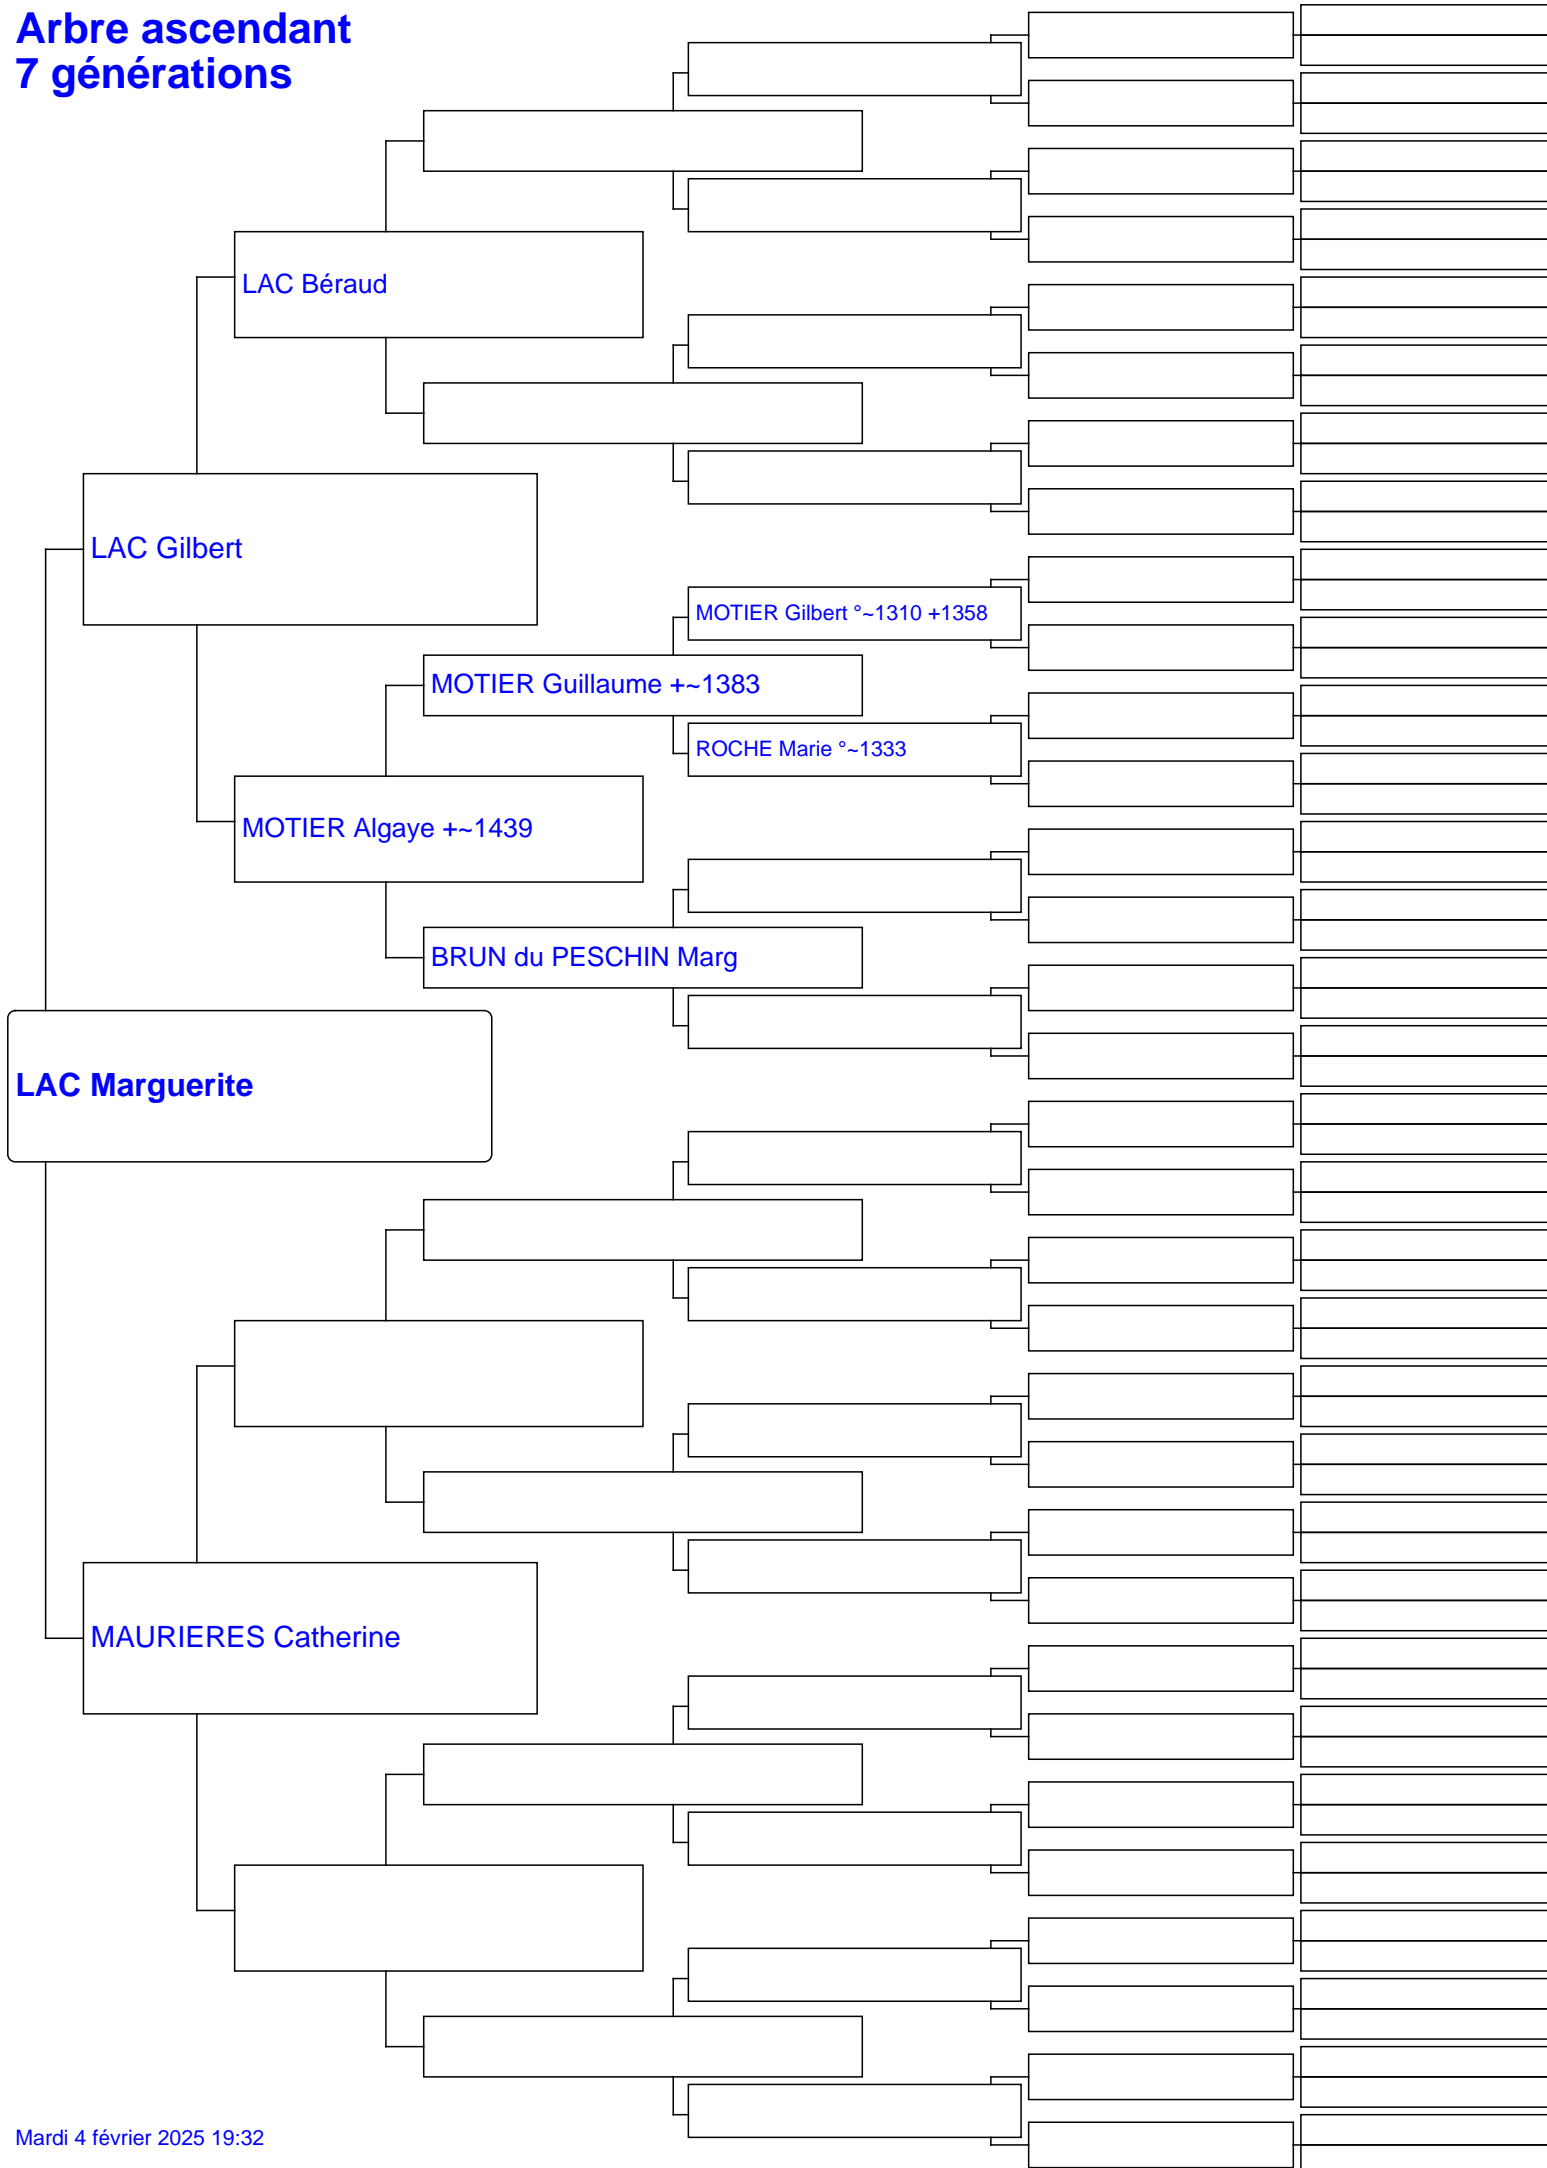 Arbre ascendant
7 générations
LAC Béraud
LAC Gilbert
MOTIER Gilbert °~1310 +1358
MOTIER Guillaume +~1383
ROCHE Marie °~1333
MOTIER Algaye +~1439
BRUN du PESCHIN Marg
LAC Marguerite
MAURIERES Catherine
Mardi 4 février 2025 19:32